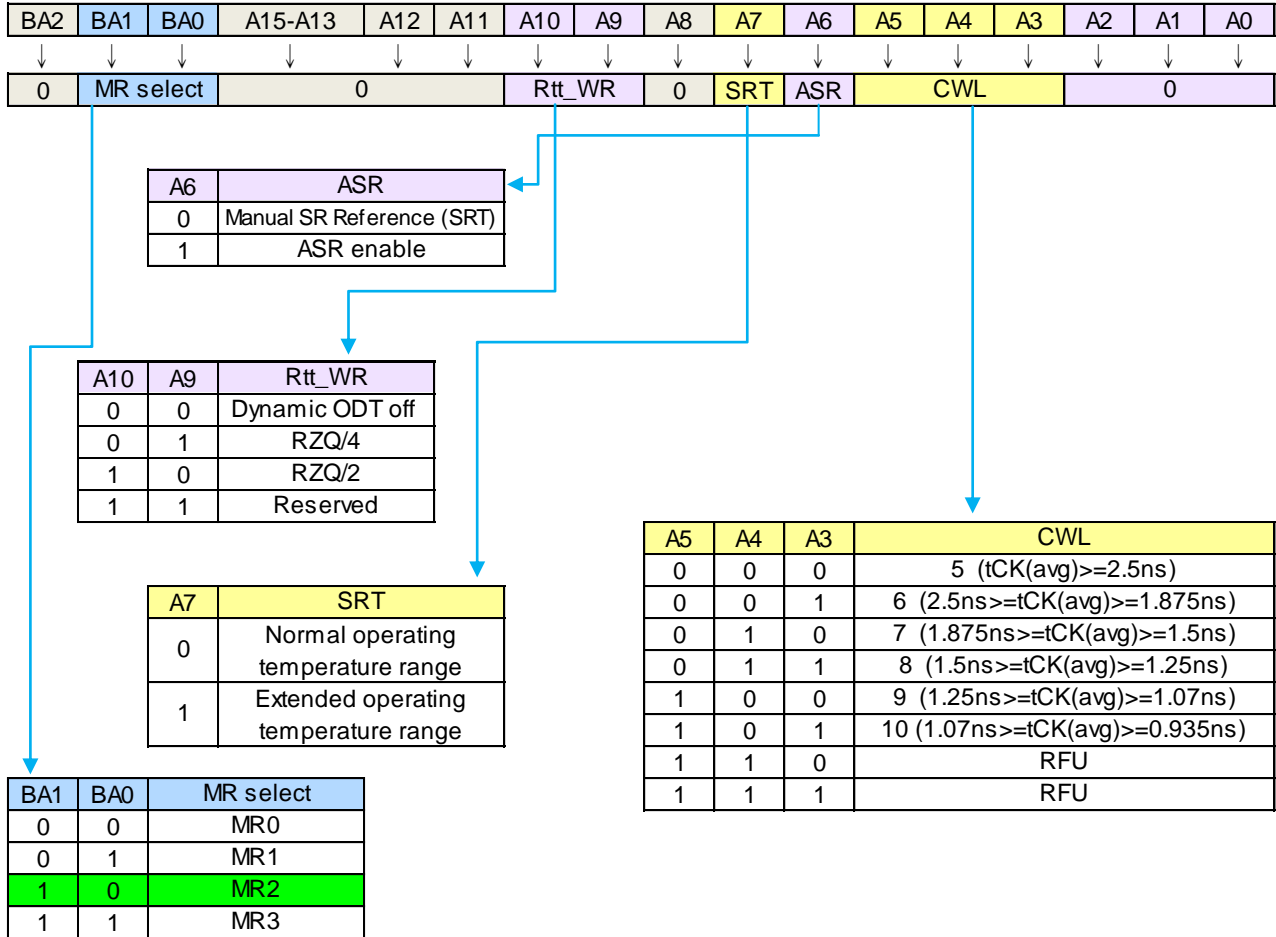 BA2 BA1 BA0 A15-A13 A12 A11 A10 A9 A8 A7 A6 A5 A4 A3 A2 A1 A0
0 MR select 0 Rtt_WR 0 SRT ASR CWL 0
A6 ASR
0 Manual SR Reference (SRT)
1 ASR enable
A10 A9 Rtt_WR
0 0 Dynamic ODT off
0 1 RZQ/4
1 0 RZQ/2
1 1 Reserved
A7 SRT
0 Normal operating
temperature range
1 Extended operating
temperature range
A5 A4 A3 CWL
0 0 0 5 (tCK(avg)>=2.5ns)
0 0 1 6 (2.5ns>=tCK(avg)>=1.875ns)
0 1 0 7 (1.875ns>=tCK(avg)>=1.5ns)
0 1 1 8 (1.5ns>=tCK(avg)>=1.25ns)
1 0 0 9 (1.25ns>=tCK(avg)>=1.07ns)
1 0 1 10 (1.07ns>=tCK(avg)>=0.935ns)
1 1 0 RFU
1 1 1 RFU
BA1 BA0 MR select
0 0 MR0
0 1 MR1
1 0 MR2
1 1 MR3